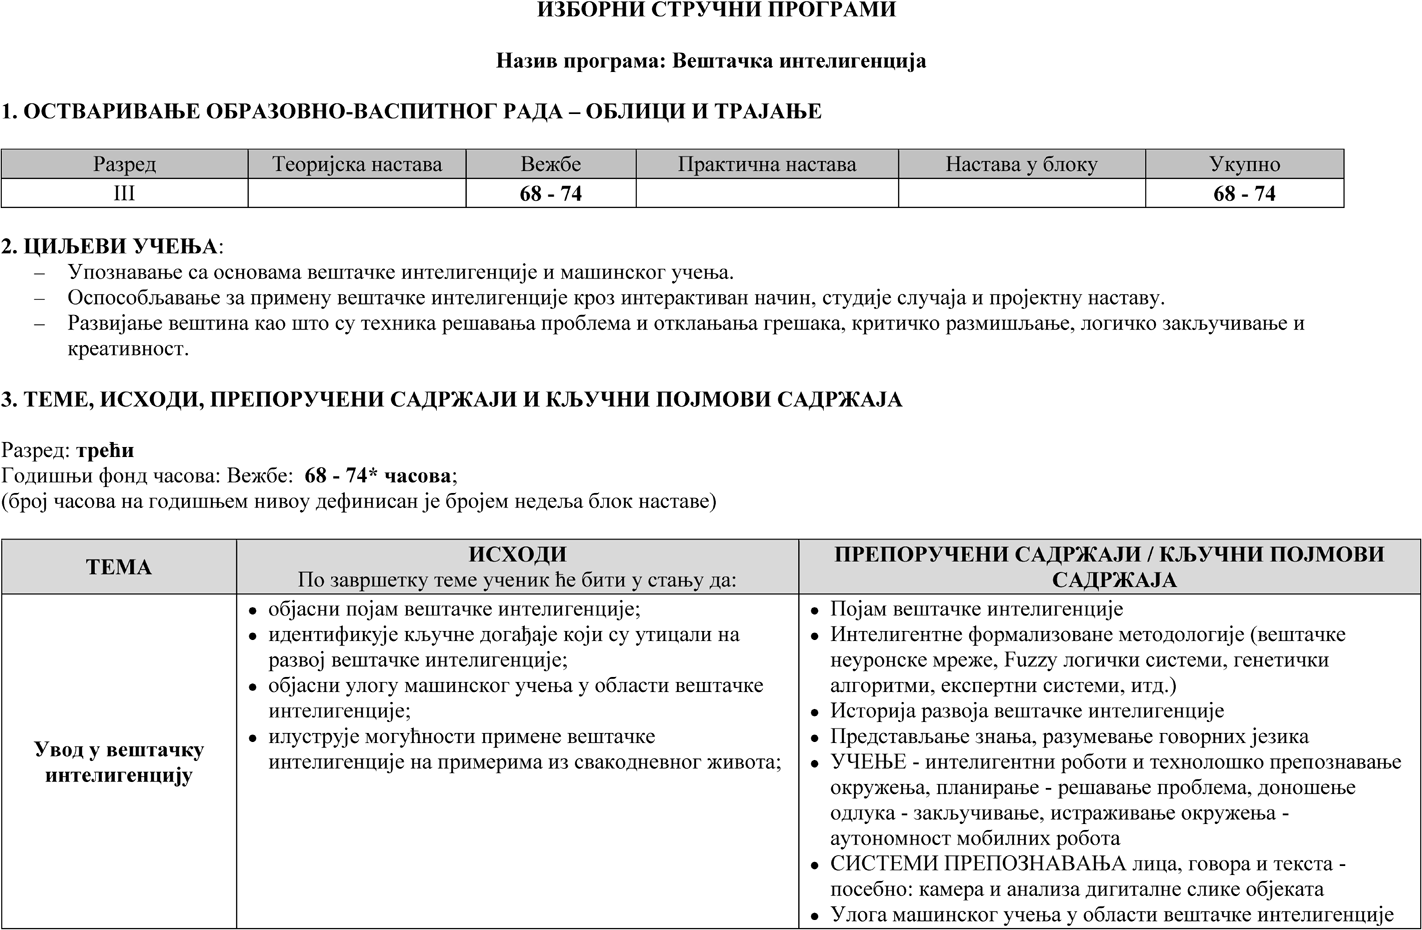 ИЗБОРНИ СТРУЧНИ ПРОГРАМИ
Назив програма: Вештачка интелигенција
1. ОСТВАРИВАЊЕ ОБРАЗОВНО-ВАСПИТНОГ РАДА – ОБЛИЦИ И ТРАЈАЊЕ
Разред Теоријска настава Вежбе Практична настава Настава у блоку Укупно
III 68 - 74 68 - 74
2. ЦИЉЕВИ УЧЕЊА:
– Упознавање са основама вештачке интелигенције и машинског учења.
– Оспособљавање за примену вештачке интелигенције кроз интерактиван начин, студије случаја и пројектну наставу.
– Развијање вештина као што су техника решавања проблема и отклањања грешака, критичко размишљање, логичко закључивање и
креативност.
3. ТЕМЕ, ИСХОДИ, ПРЕПОРУЧЕНИ САДРЖАЈИ И КЉУЧНИ ПОЈМОВИ САДРЖАЈА
Разред: трећи
Годишњи фонд часова: Вежбе: 68 - 74* часова;
(број часова на годишњем нивоу дефинисан је бројем недеља блок наставе)
ТЕМА
ИСХОДИ
По завршетку теме ученик ће бити у стању да:
ПРЕПОРУЧЕНИ САДРЖАЈИ / КЉУЧНИ ПОЈМОВИ
САДРЖАЈА
Увод у вештачку
интелигенцију
• објасни појам вештачке интелигенције;
• идентификује кључне догађаје који су утицали на
развој вештачке интелигенције;
• објасни улогу машинског учења у области вештачке
интелигенције;
• илуструје могућности примене вештачке
интелигенције на примерима из свакодневног живота;
• Појам вештачке интелигенције
• Интелигентне формализоване методологије (вештачке
неуронске мреже, Fuzzy логички системи, генетички
алгоритми, експертни системи, итд.)
• Историја развоја вештачке интелигенције
• Представљање знања, разумевање говорних језика
• УЧЕЊЕ - интелигентни роботи и технолошко препознавање
окружења, планирање - решавање проблема, доношење
одлука - закључивање, истраживање окружења -
аутономност мобилних робота
• СИСТЕМИ ПРЕПОЗНАВАЊА лица, говора и текста -
посебно: камера и анализа дигиталне слике објеката
• Улога машинског учења у области вештачке интелигенције